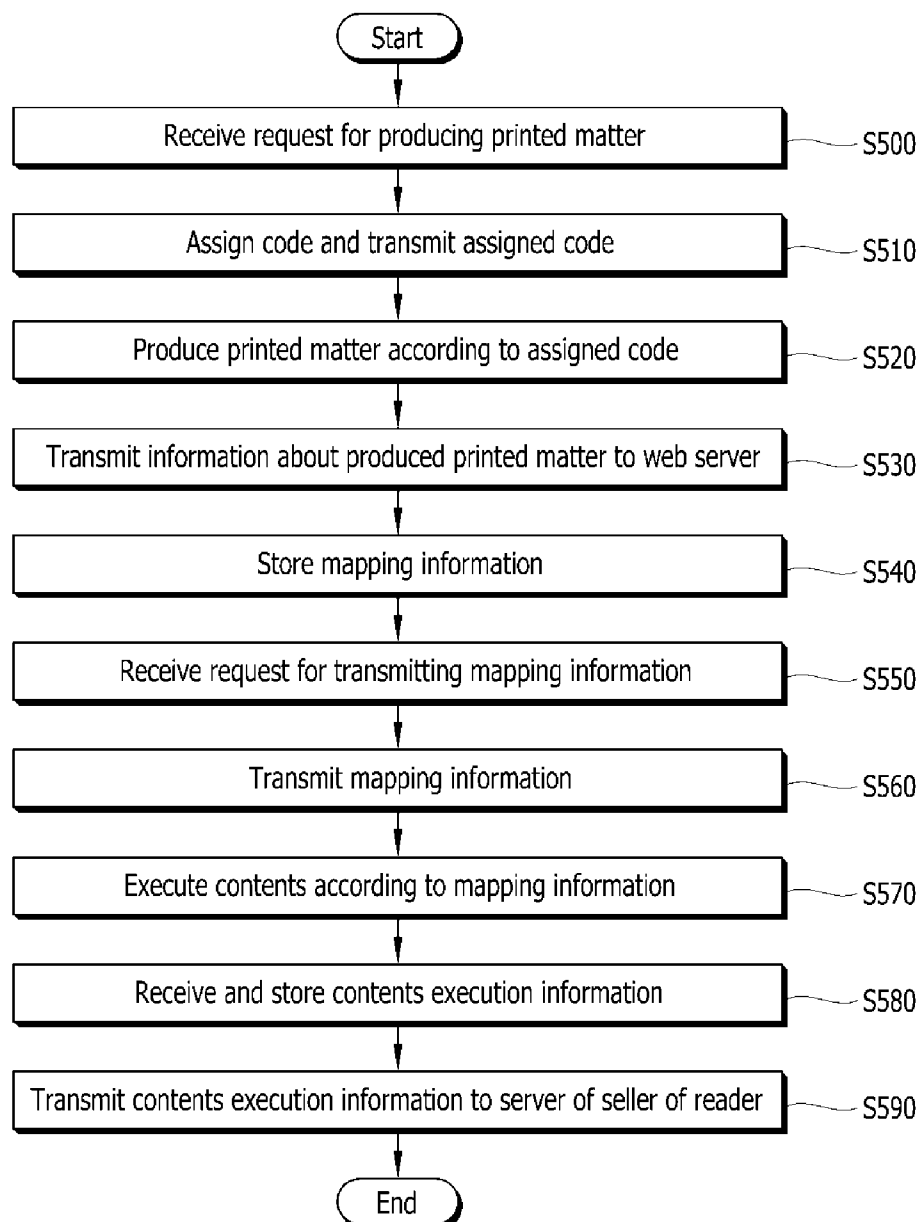 Start
Receive request for producing printed matter
S500
Assign code and transmit assigned code
S510
Produce printed matter according to assigned code
S520
Transmit information about produced printed matter to web server
S530
Store mapping information
S540
Receive request for transmitting mapping information
S550
Transmit mapping information
S560
Execute contents according to mapping information
S570
Receive and store contents execution information
S580
Transmit contents execution information to server of seller of reader
S590
End